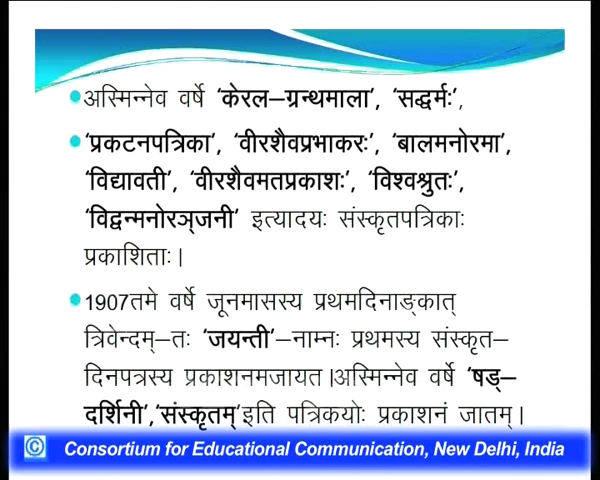 अस्मिन्नेव वर्षे ‘केरल–ग्रन्थमाला’, ‘सद्धर्मः’,
‘प्रकटनपत्रिका’, ‘वीरशैवप्रभाकरः’, ‘बालमनोरमा’,
‘विद्यावती’, ‘वीरशैवमतप्रकाशः’, ‘विश्वश्रुतः’,
‘विद्वन्मनोरञ्जनी’ इत्यादयः संस्कृतपत्रिकाः
प्रकाशिताः।
1907तमे वर्षे जूनमासस्य प्रथमदिनाङ्कात्
त्रिवेन्दम्–तः ‘जयन्ती’–नाम्नः प्रथमस्य संस्कृत–
दिनपत्रस्य प्रकाशनमजायत।अस्मिन्नेव वर्षे ‘षड्–
दर्शिनी’,‘संस्कृतम्’इति पत्रिकयोः प्रकाशनं जातम्।
© Consortium for Educational Communication, New Delhi, India